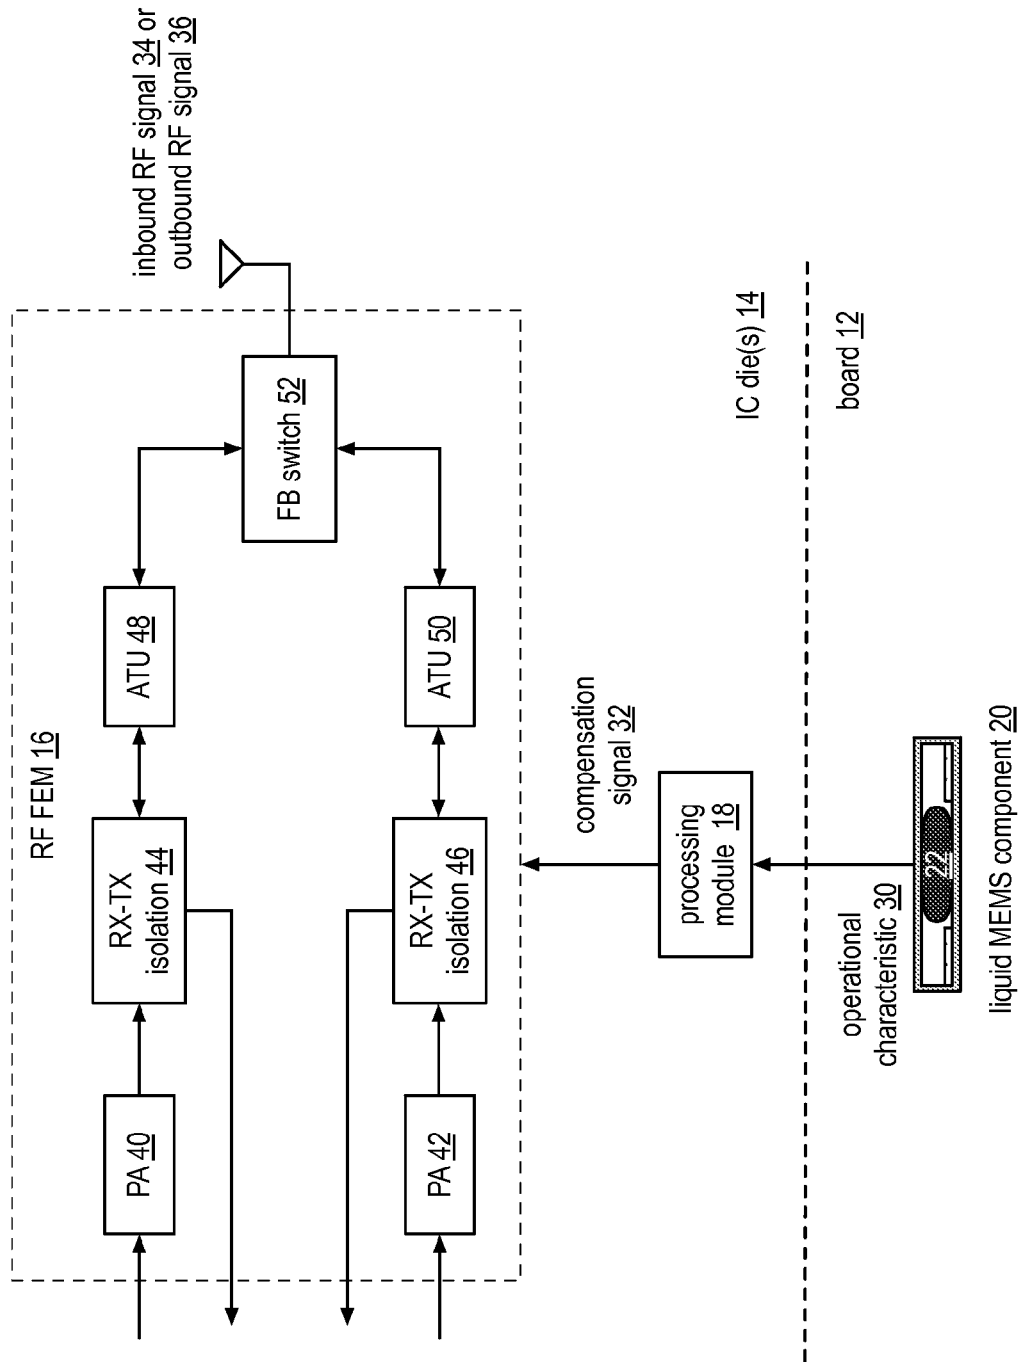 RF FEM 16
PA 40
RX-TX
isolation 44
ATU 48
FB switch 52
inbound RF signal 34 or
outbound RF signal 36
PA 42
RX-TX
isolation 46
ATU 50
compensation
signal 32
processing
module 18
IC die(s) 14
board 12
operational
characteristic 30
22
liquid MEMS component 20